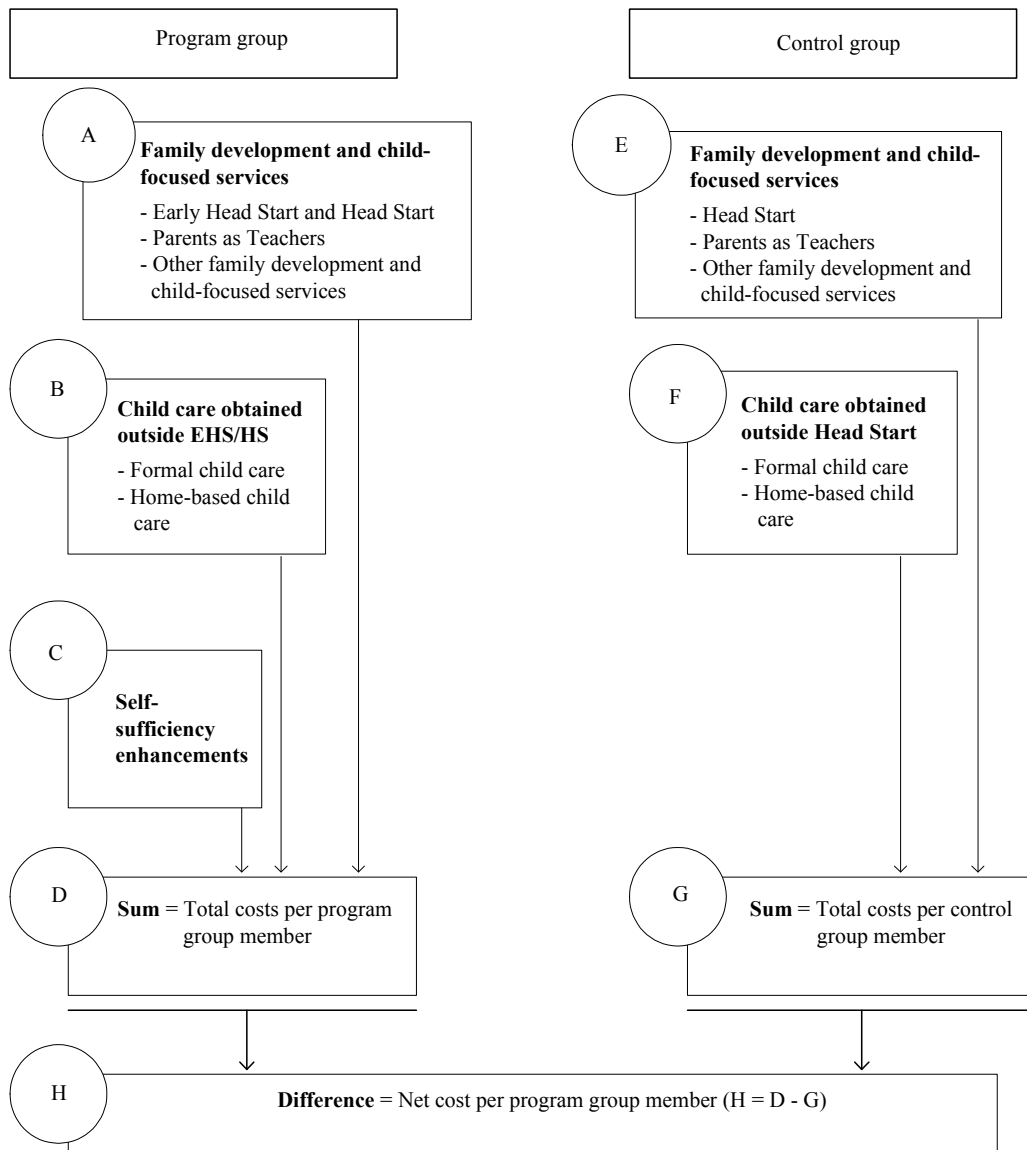 Program group
Control group
A
Family development and child-
focused services
- Early Head Start and Head Start
- Parents as Teachers
- Other family development and
child-focused services
E
Family development and child-
focused services
- Head Start
- Parents as Teachers
- Other family development and
child-focused services
B
Child care obtained
outside EHS/HS
- Formal child care
- Home-based child
care
F
Child care obtained
outside Head Start
- Formal child care
- Home-based child
care
C
Self-
sufficiency
enhancements
D
Sum = Total costs per program
group member
G
Sum = Total costs per control
group member
H
Difference = Net cost per program group member (H = D - G)